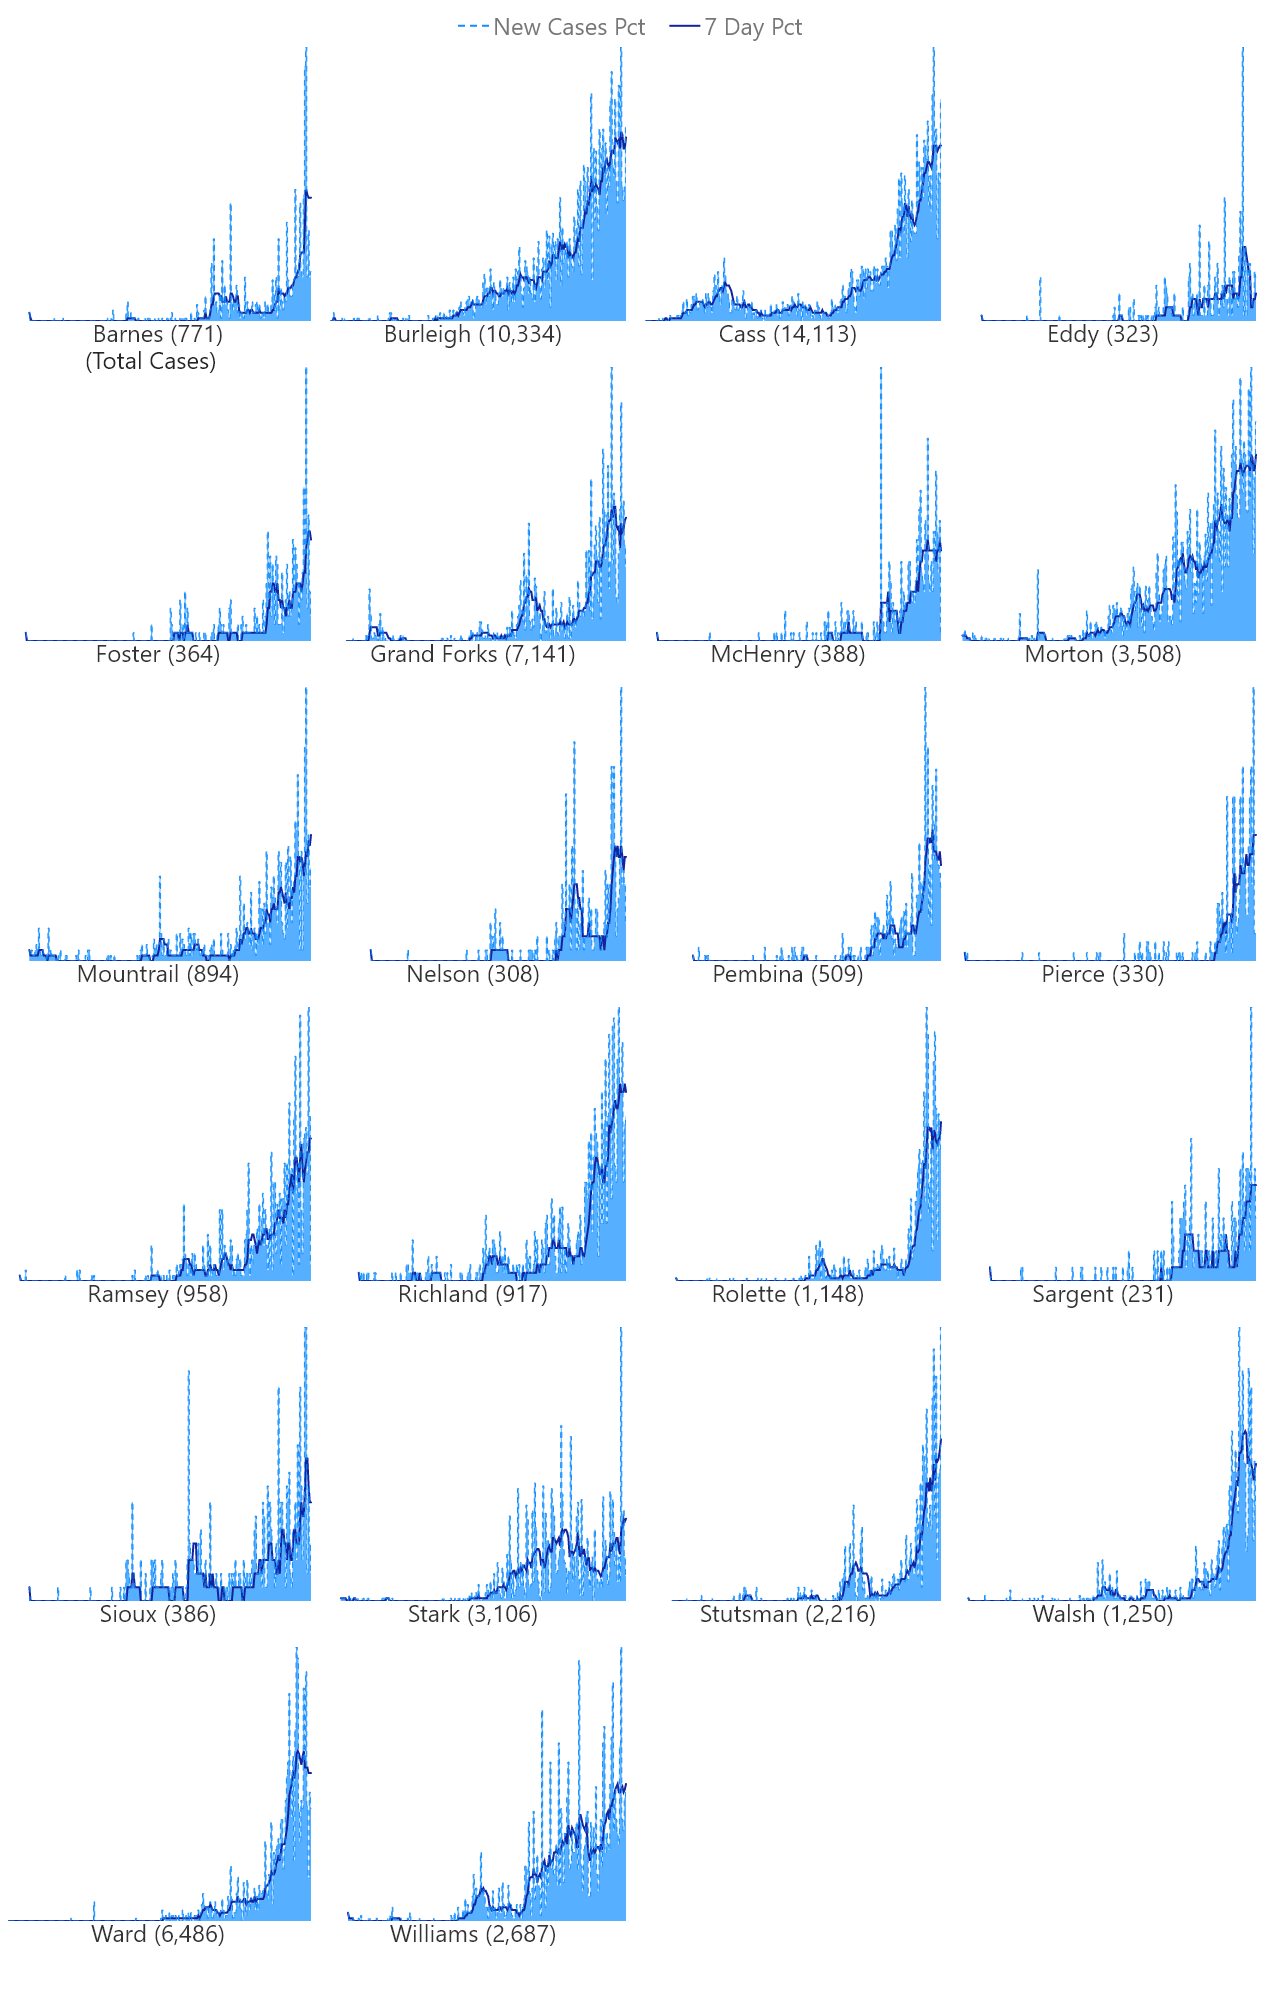 New Cases Pct 7 Day Pct
Barnes (771) Burleigh (10,334) Cass (14,113) Eddy (323)
(Total Cases)
Foster (364) Grand Forks (7,141) McHenry (388) Morton (3,508)
Mountrail (894) Nelson (308) Pembina (509) Pierce (330)
Ramsey (958) Richland (917) Rolette (1,148) Sargent (231)
Sioux (386) Stark (3,106) Stutsman (2,216) Walsh (1,250)
Ward (6,486) Williams (2,687)